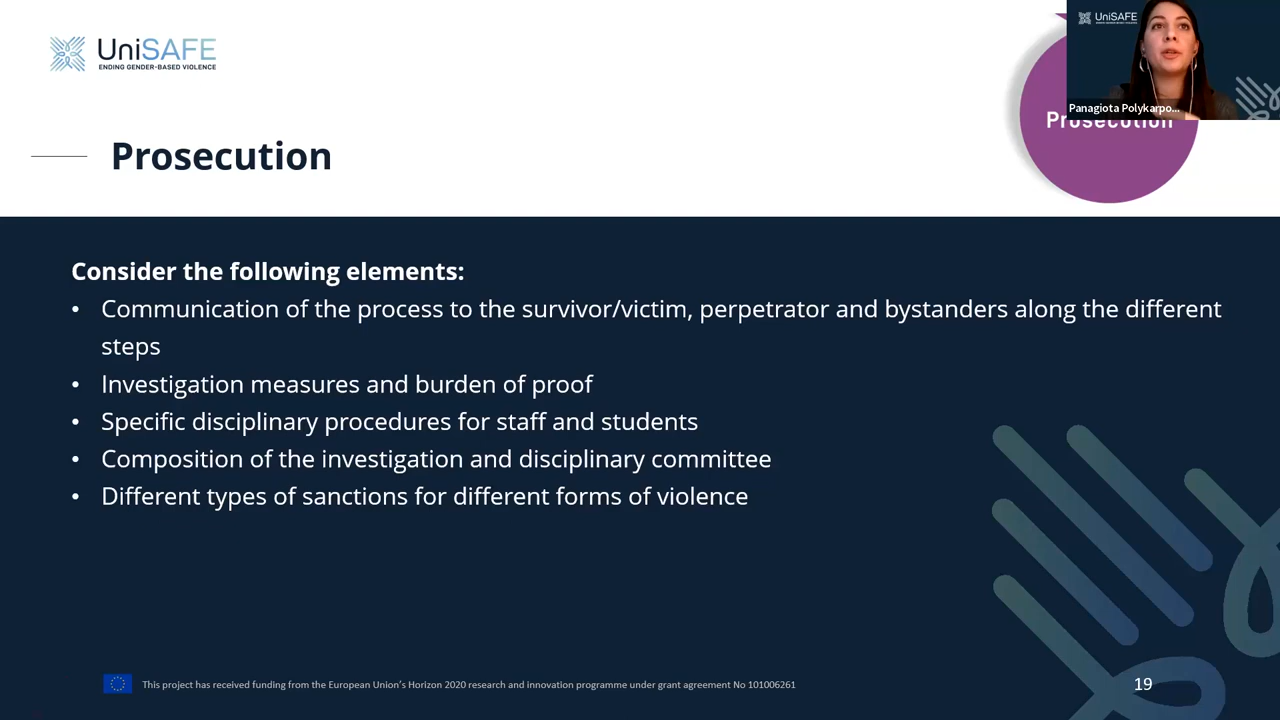 UniSAFE
ENDING GENDER-BASED VIOLENCE
UniSAFE
Panagiota Polykarpo...
Prosecution
Prosecution
Consider the following elements:
• Communication of the process to the survivor/victim, perpetrator and bystanders along the different
steps
• Investigation measures and burden of proof
• Specific disciplinary procedures for staff and students
• Composition of the investigation and disciplinary committee
• Different types of sanctions for different forms of violence
This project has received funding from the European Union's Horizon 2020 research and innovation programme under grant agreement No 101006261
19